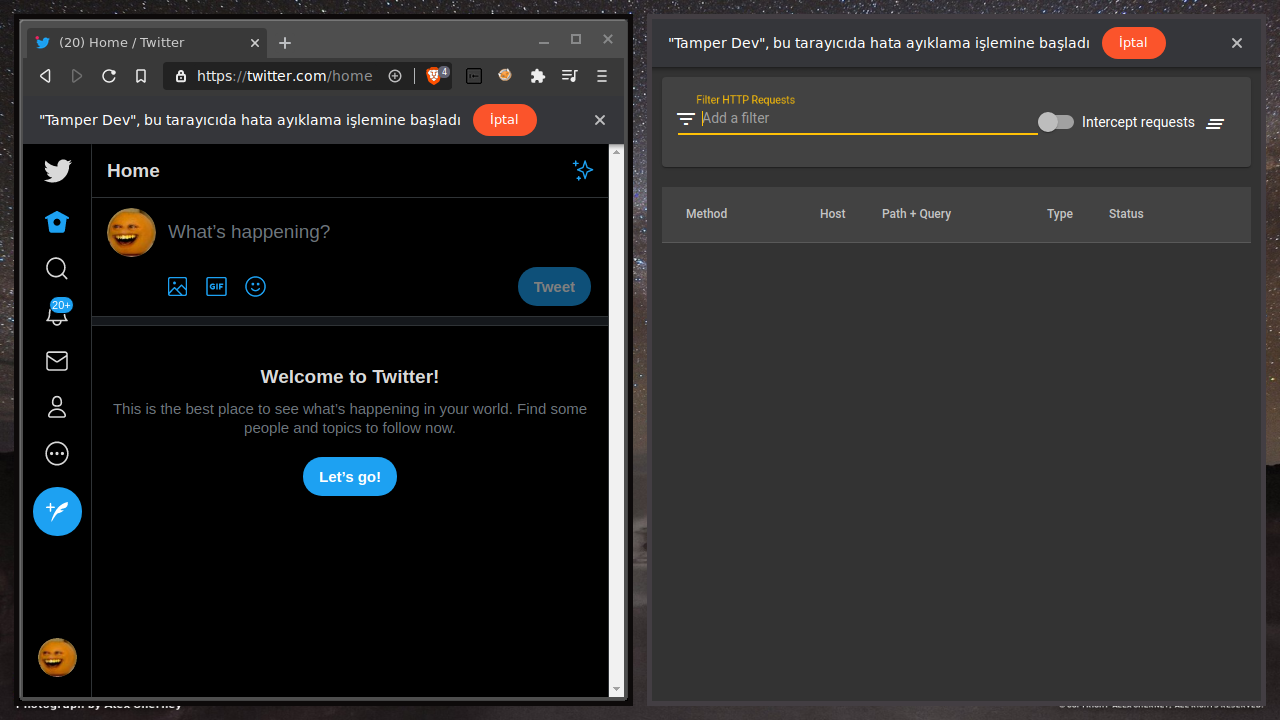 (20) Home / Twitter
https://twitter.com/home
4
"Tamper Dev", bu tarayıcıda hata ayıklama işlemine başladı
İptal
Home
What's happening?
GIF
Tweet
20+
Welcome to Twitter!
This is the best place to see what's happening in your world. Find some
people and topics to follow now.
Let's go!
"Tamper Dev", bu tarayıcıda hata ayıklama işlemine başladı
İptal
Filter HTTP Requests
Add a filter
Intercept requests
Method Host Path + Query Type Status
Photograph by Alex Cherney